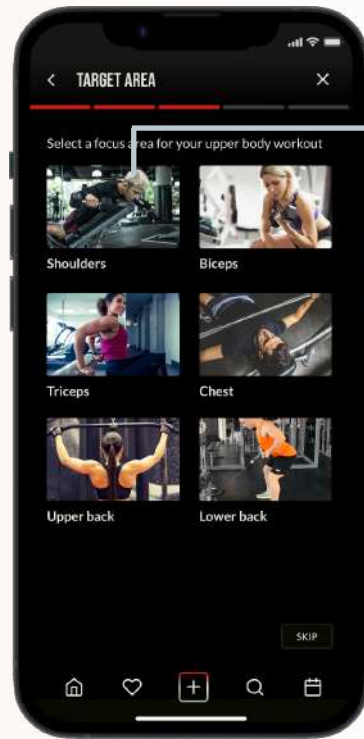 TARGET AREA
Select a focus area for your upper body workout
Shoulders
Biceps
Triceps
Chest
Upper back
Lower back
SKIP